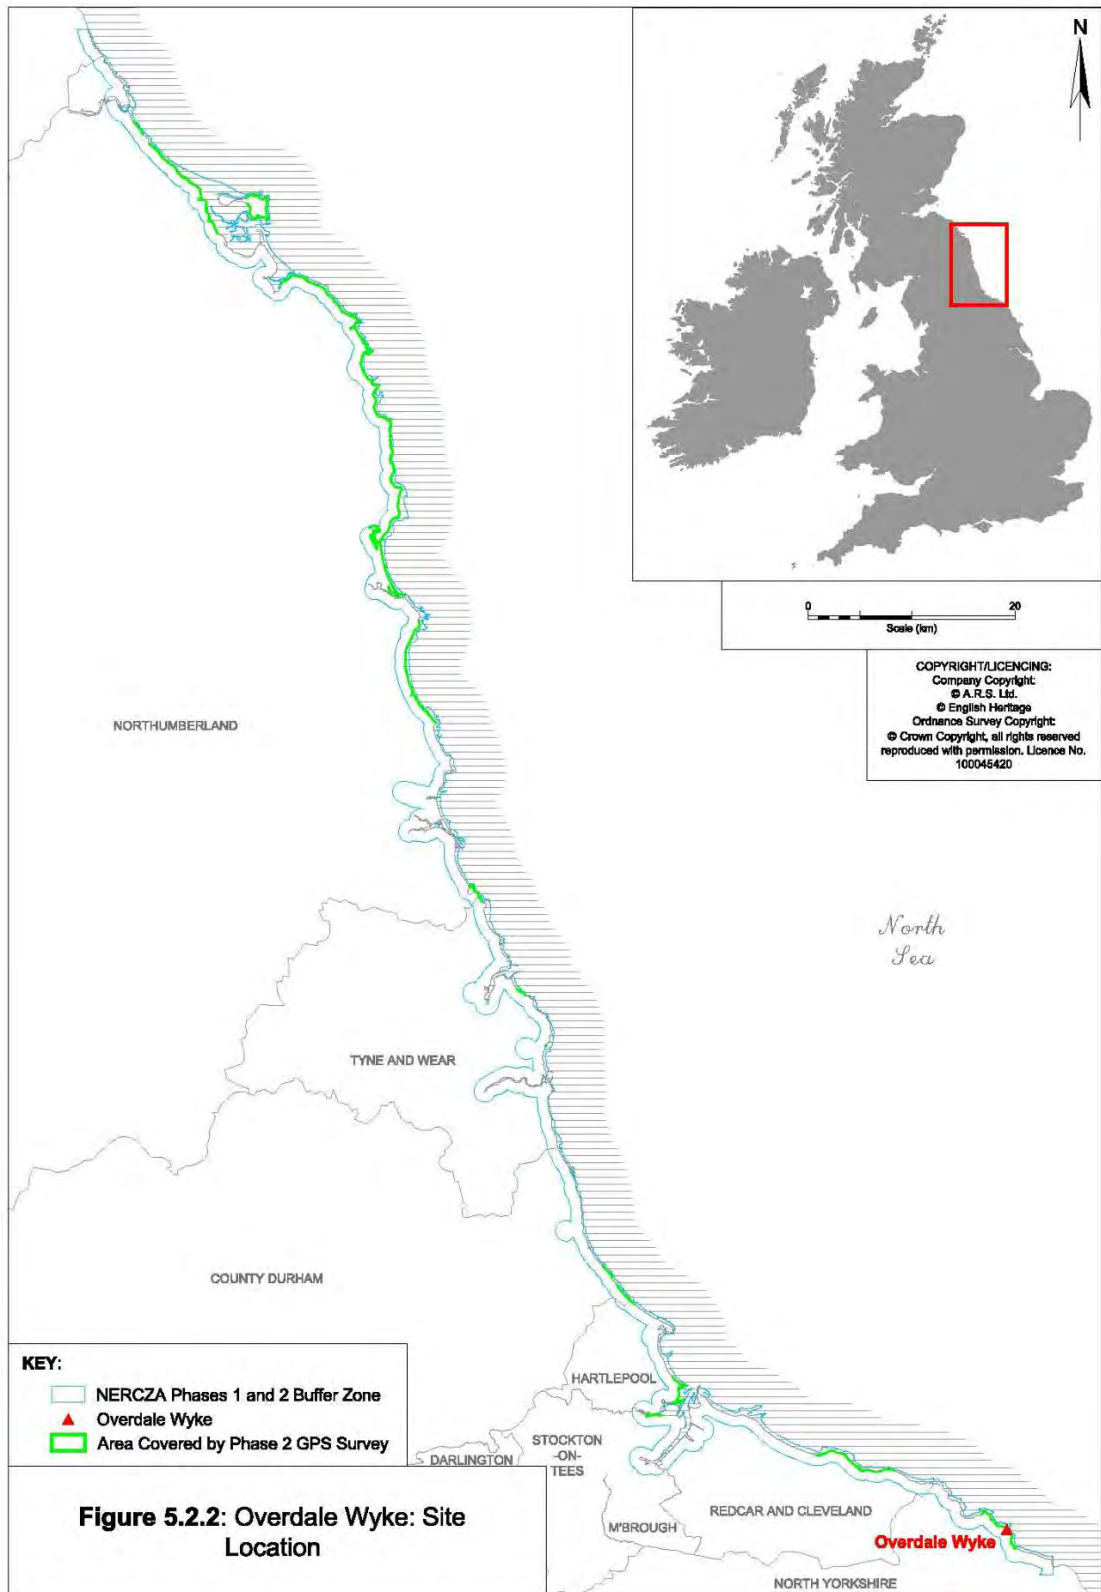 N
0 20
Scale (km)
COPYRIGHT/LICENCING:
Company Copyright:
© A.R.S. Ltd.
© English Heritage
Ordnance Survey Copyright:
© Crown Copyright, all rights reserved
reproduced with permission. Licence No.
100045420
NORTHUMBERLAND
North
Sea
TYNE AND WEAR
COUNTY DURHAM
HARTLEPOOL
STOCKTON
-ON-
TEES
DARLINGTON
M'BROUGH
REDCAR AND CLEVELAND
Overdale Wyke
NORTH YORKSHIRE
KEY:
NERCZA Phases 1 and 2 Buffer Zone
Overdale Wyke
Area Covered by Phase 2 GPS Survey
Figure 5.2.2: Overdale Wyke: Site
Location